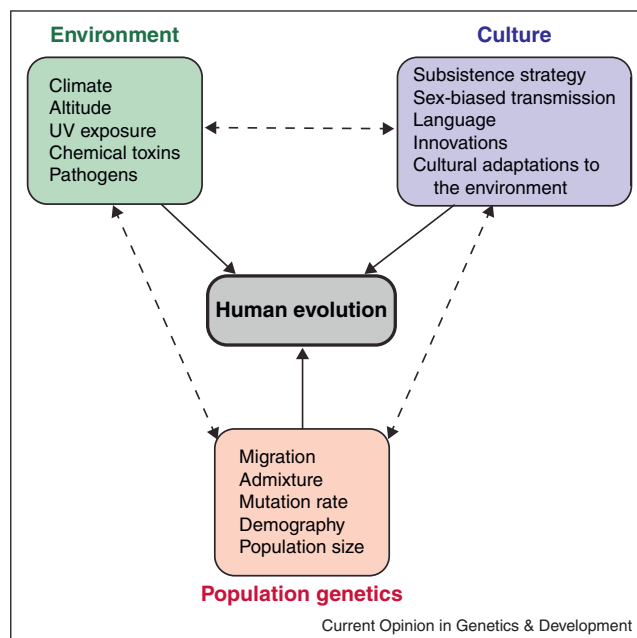 Environment
Climate
Altitude
UV exposure
Chemical toxins
Pathogens
Culture
Subsistence strategy
Sex-biased transmission
Language
Innovations
Cultural adaptations to
the environment
Human evolution
Migration
Admixture
Mutation rate
Demography
Population size
Population genetics
Current Opinion in Genetics & Development